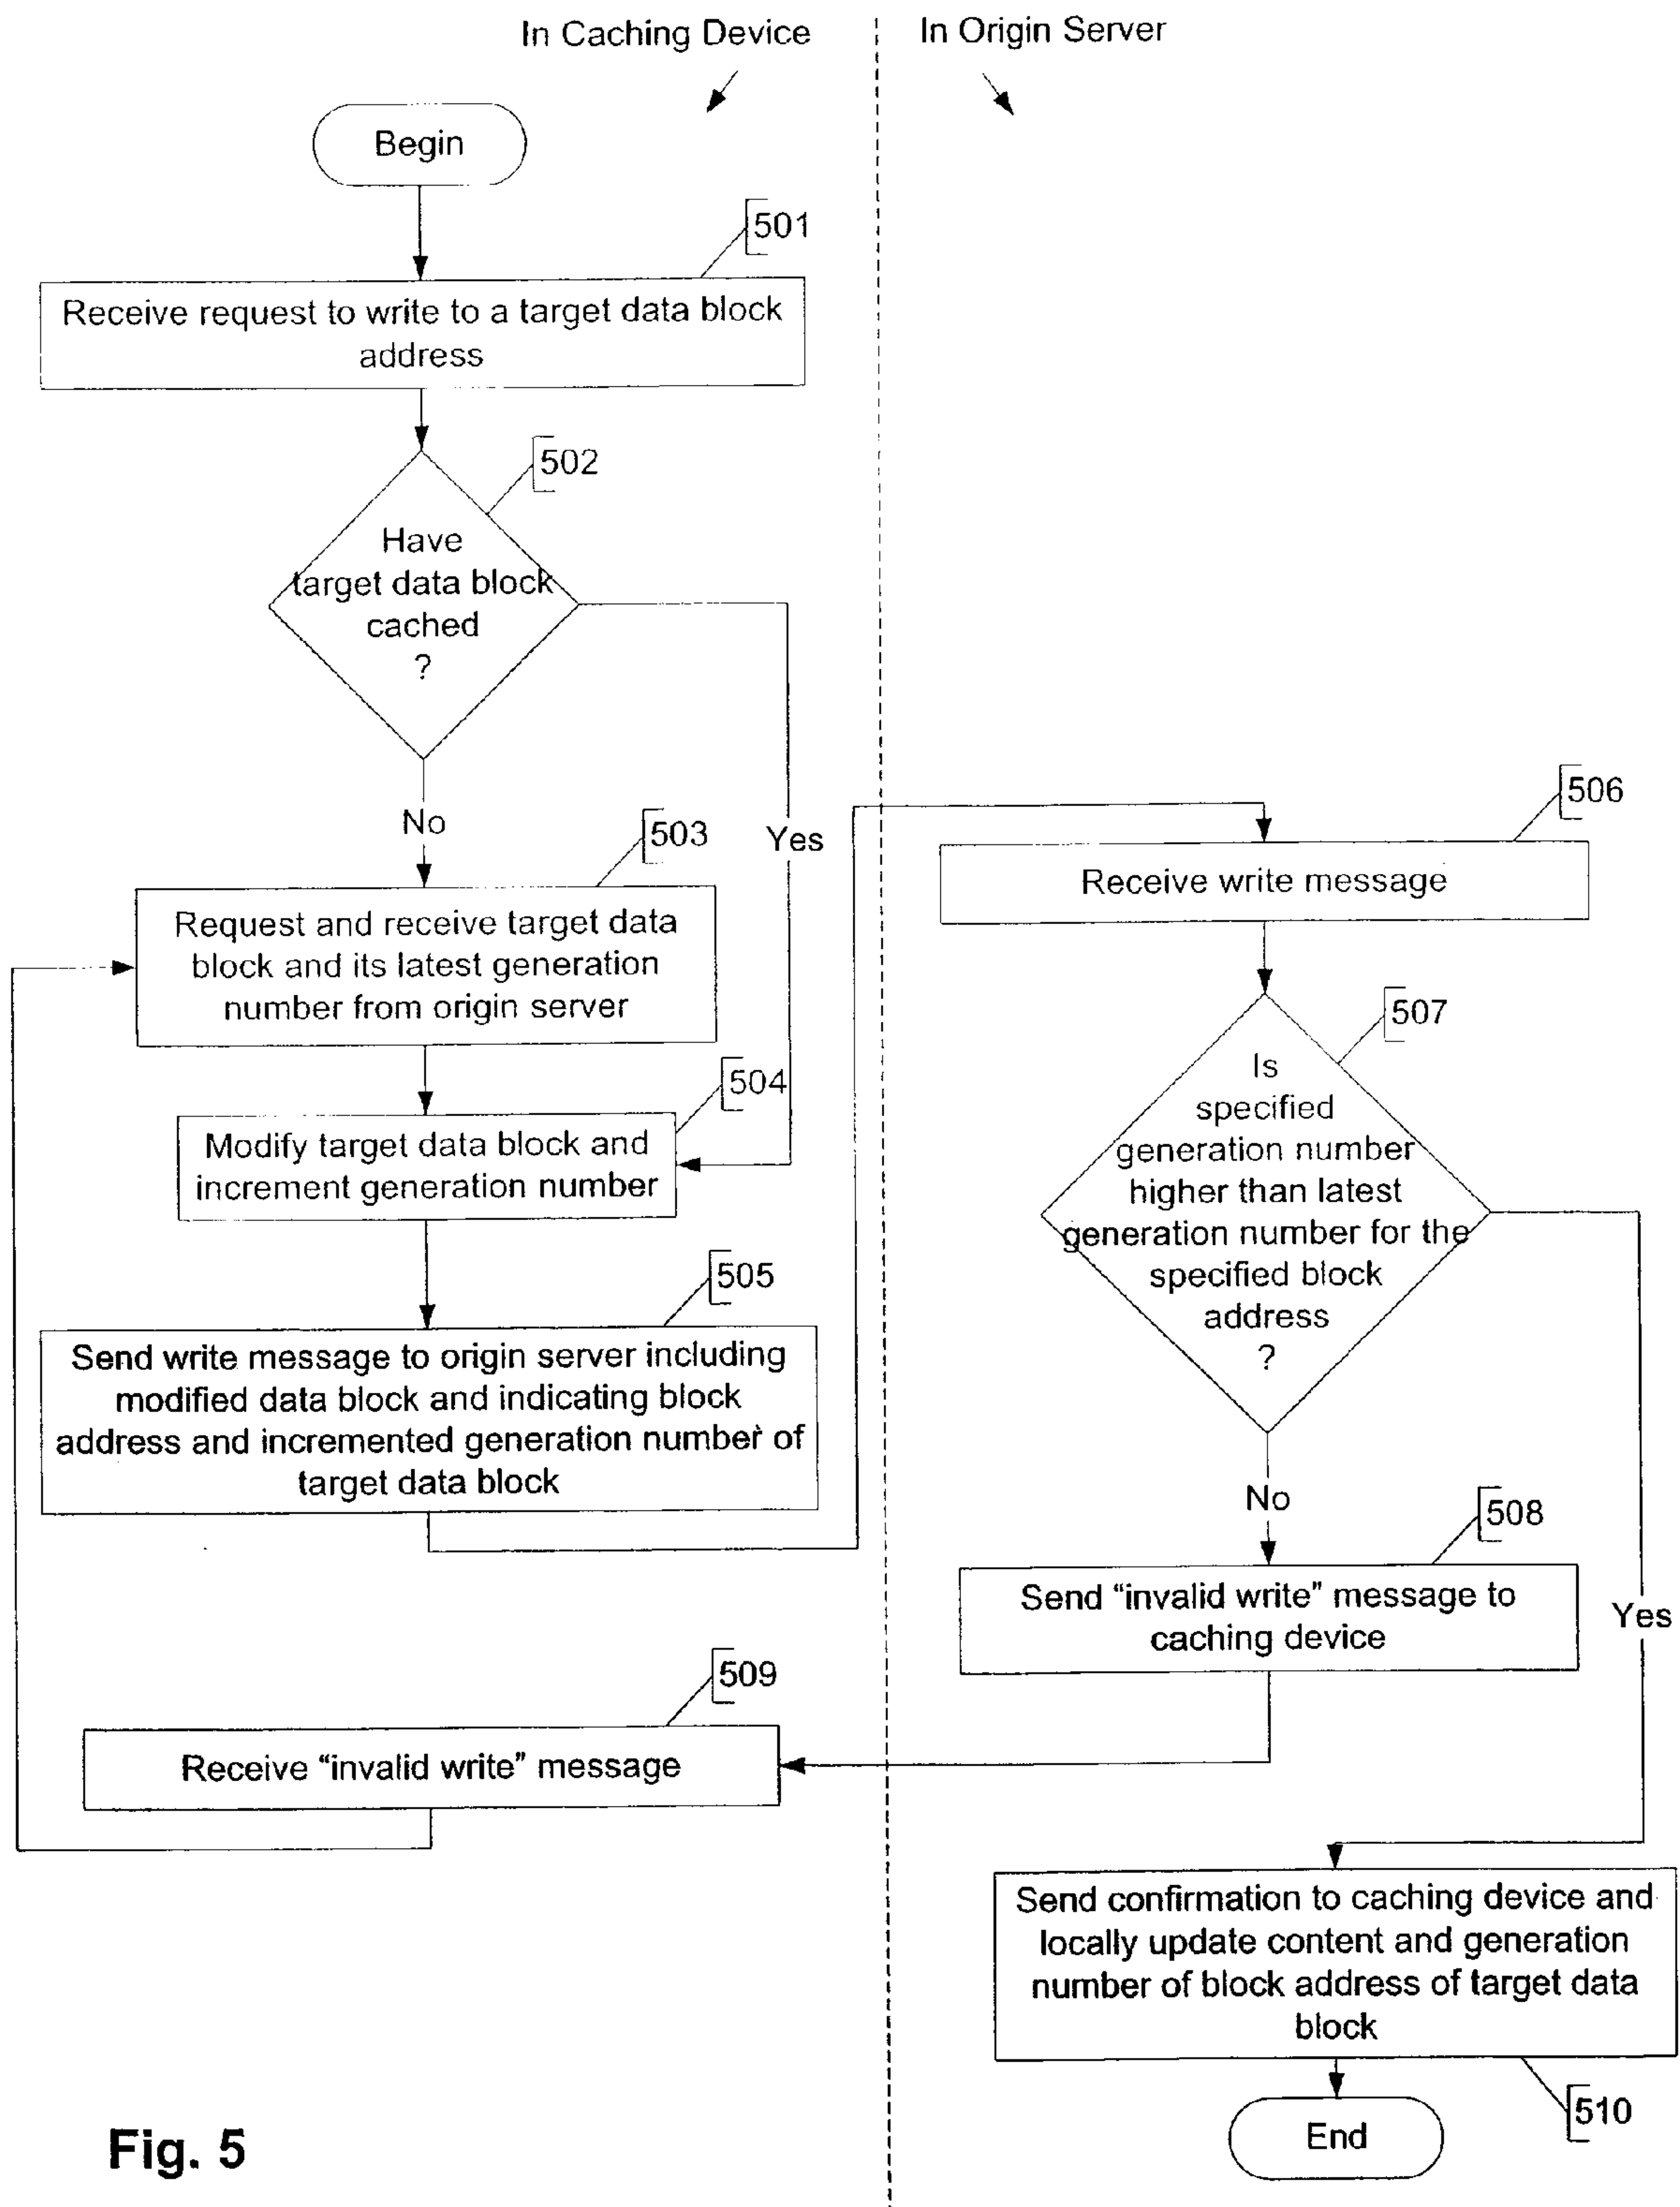 In Caching Device
In Origin Server
Begin
501
Receive request to write to a target data block
address
502
Have
target data block
cached
?
No
Yes
503
Request and receive target data
block and its latest generation
number from origin server
504
Modify target data block and
increment generation number
505
Send write message to origin server including
modified data block and indicating block
address and incremented generation number of
target data block
506
Receive write message
507
Is
specified
generation number
higher than latest
generation number for the
specified block
address
?
No
Yes
508
Send “invalid write” message to
caching device
509
Receive “invalid write” message
Send confirmation to caching device and
locally update content and generation
number of block address of target data
block
510
End
Fig. 5